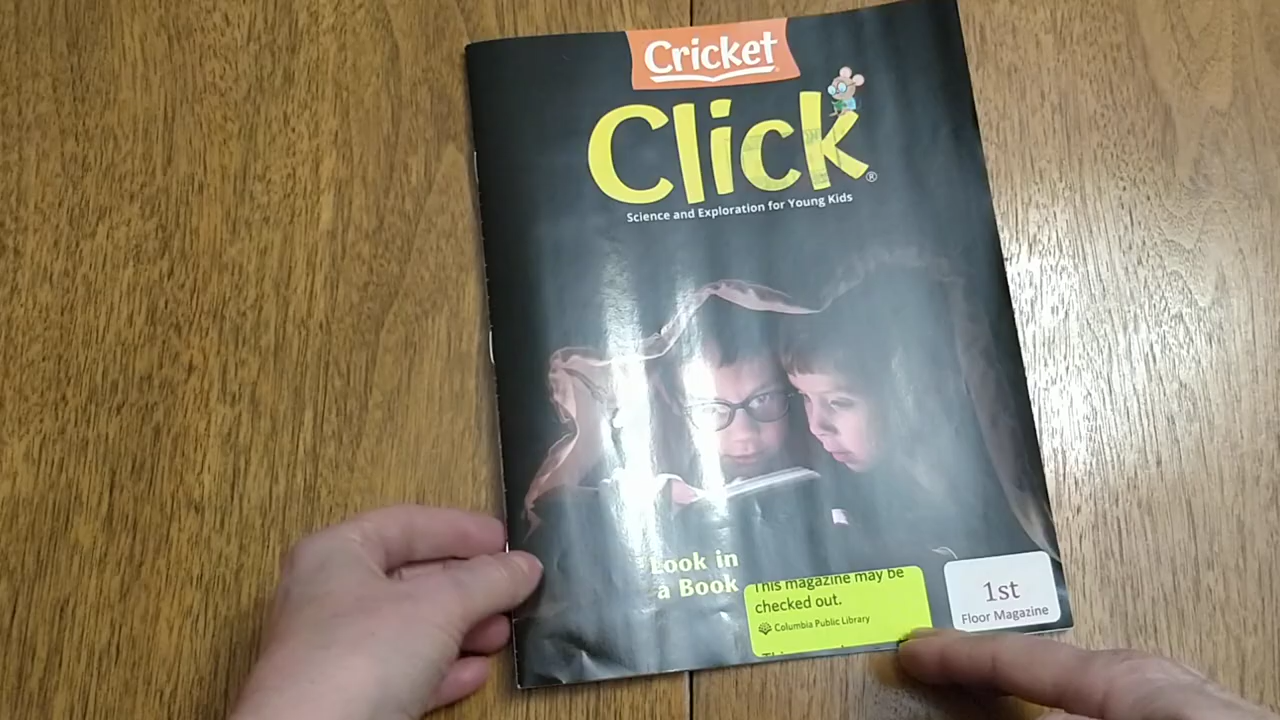 Cricket
Click®
Science and Exploration for Young Kids
Look in
a Book
This magazine may be
checked out.
Columbia Public Library
1st
Floor Magazine